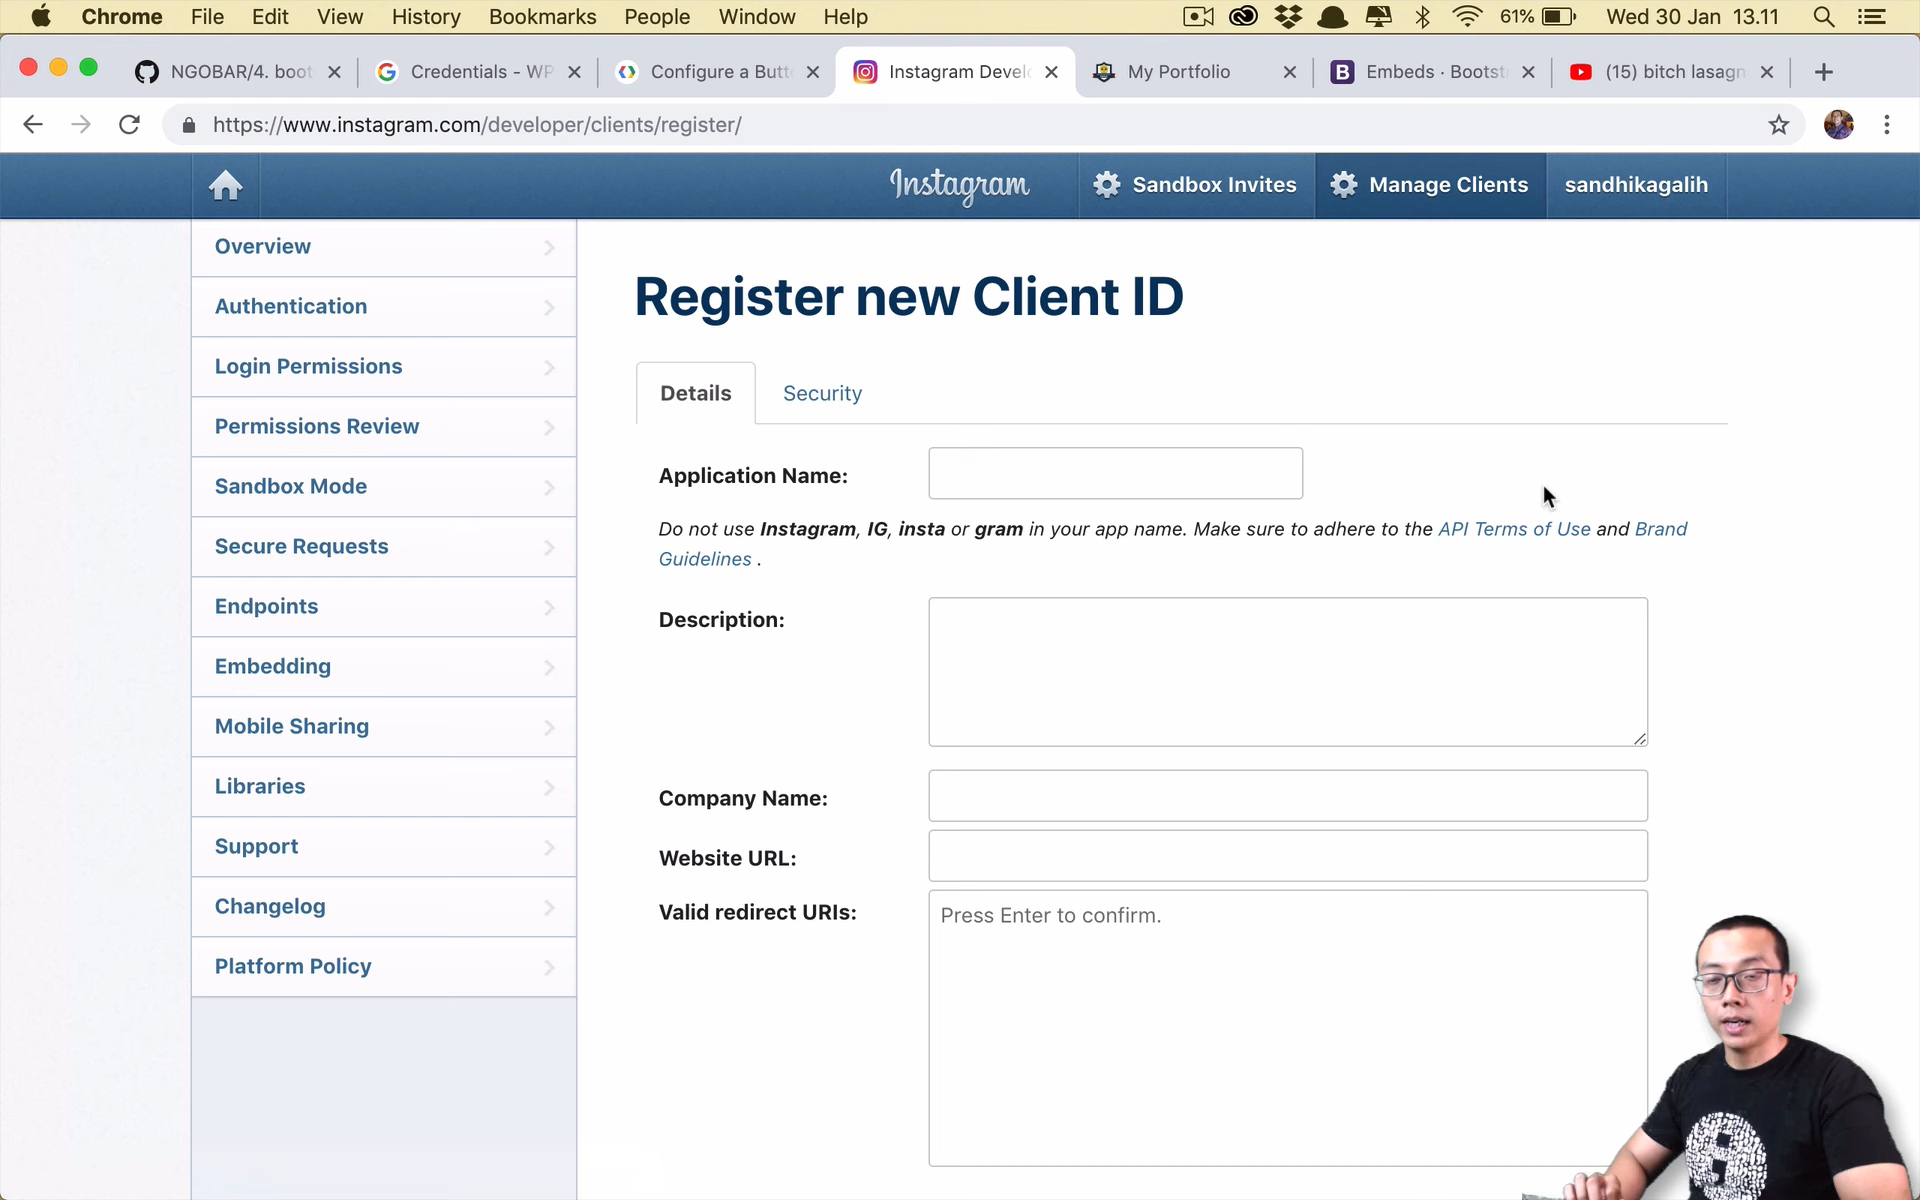 Chrome File Edit View History Bookmarks People Window Help 61% Wed 30 Jan 13.11
NGOBAR/4. boot Credentials - WP Configure a Butt Instagram Devel My Portfolio Embeds · Bootst (15) bitch lasagn
https://www.instagram.com/developer/clients/register/
Instagram Sandbox Invites Manage Clients sandhikagalih
Overview
Authentication
Login Permissions
Permissions Review
Sandbox Mode
Secure Requests
Endpoints
Embedding
Mobile Sharing
Libraries
Support
Changelog
Platform Policy
Register new Client ID
Details Security
Application Name:
Do not use Instagram, IG, insta or gram in your app name. Make sure to adhere to the API Terms of Use and Brand
Guidelines .
Description:
Company Name:
Website URL:
Valid redirect URIs:
Press Enter to confirm.